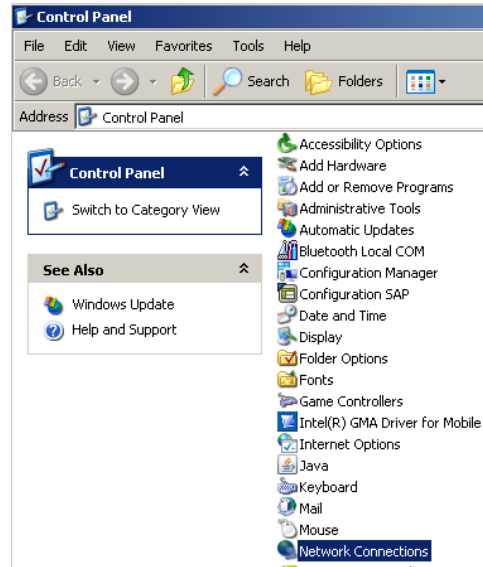 Control Panel
File Edit View Favorites Tools Help
Back Search Folders
Address Control Panel
Control Panel
Switch to Category View
See Also
Windows Update
Help and Support
Accessibility Options
Add Hardware
Add or Remove Programs
Administrative Tools
Automatic Updates
Bluetooth Local COM
Configuration Manager
Configuration SAP
Date and Time
Display
Folder Options
Fonts
Game Controllers
Intel(R) GMA Driver for Mobile
Internet Options
Java
Keyboard
Mail
Mouse
Network Connections